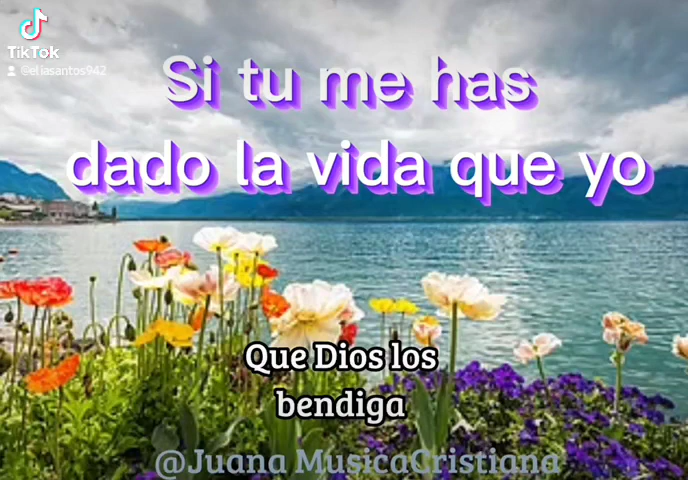 TikTok
@eliasantos942
Si tu me has
dado la vida que yo
Que Dios los
bendiga
@Juana MusicaCristiana